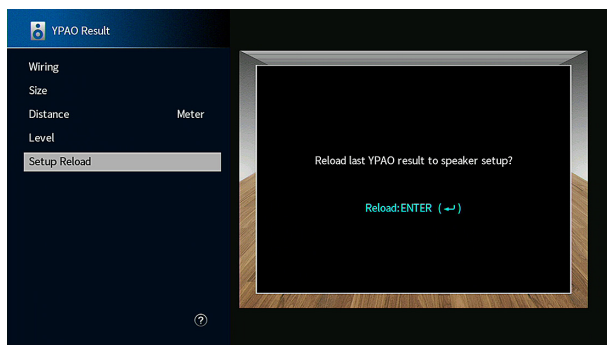 YPAO Result
Wiring
Size
Distance Meter
Level
Setup Reload
?
Reload last YPAO result to speaker setup?
Reload:ENTER (↵)